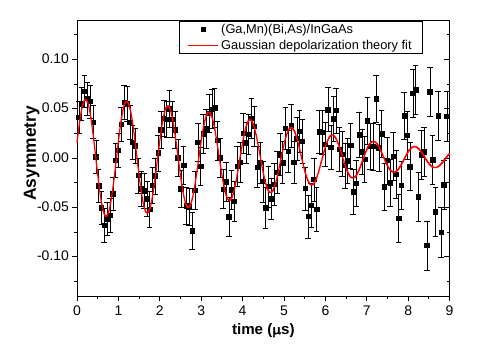 (Ga,Mn)(Bi,As)/InGaAs
Gaussian depolarization theory fit
0.10
0.05
0.00
-0.05
-0.10
Asymmetry
0 1 2 3 4 5 6 7 8 9
time (μs)